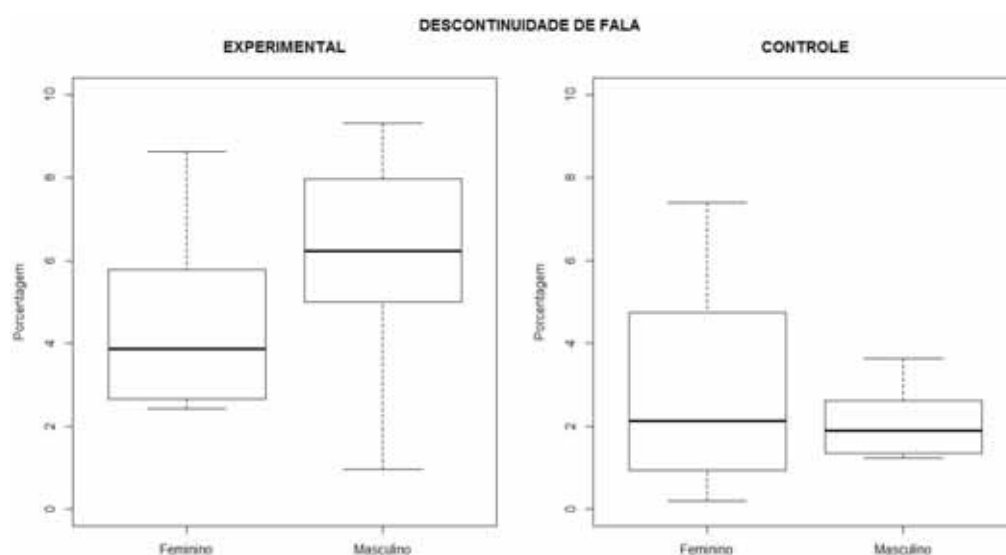 DESCONTINUIDADE DE FALA
EXPERIMENTAL
Porcentagem
10
8
6
4
2
0
Feminino
Masculino
CONTROLE
Porcentagem
10
8
6
4
2
0
Feminino
Masculino